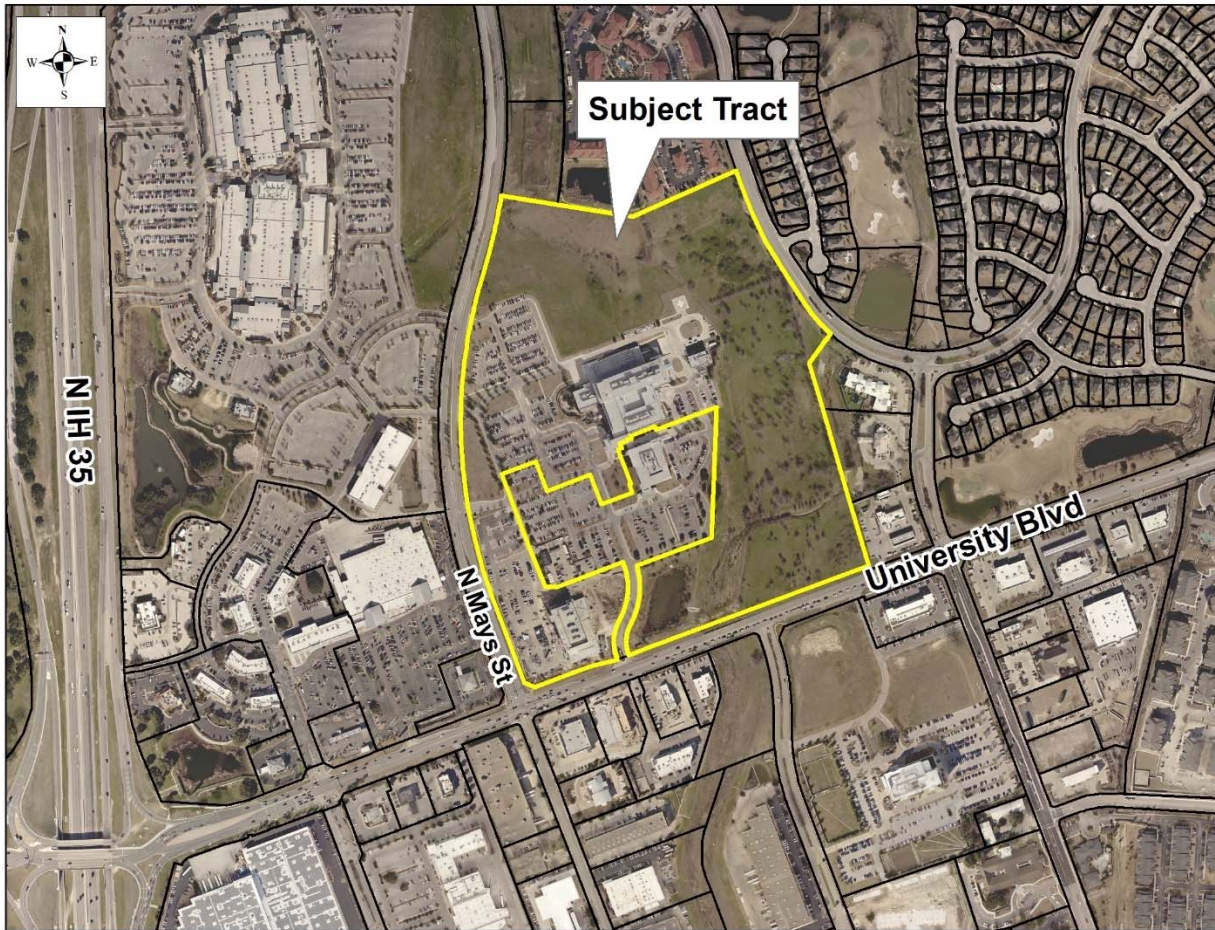 N
W E
S
Subject Tract
N IH 35
N Mays St
University Blvd